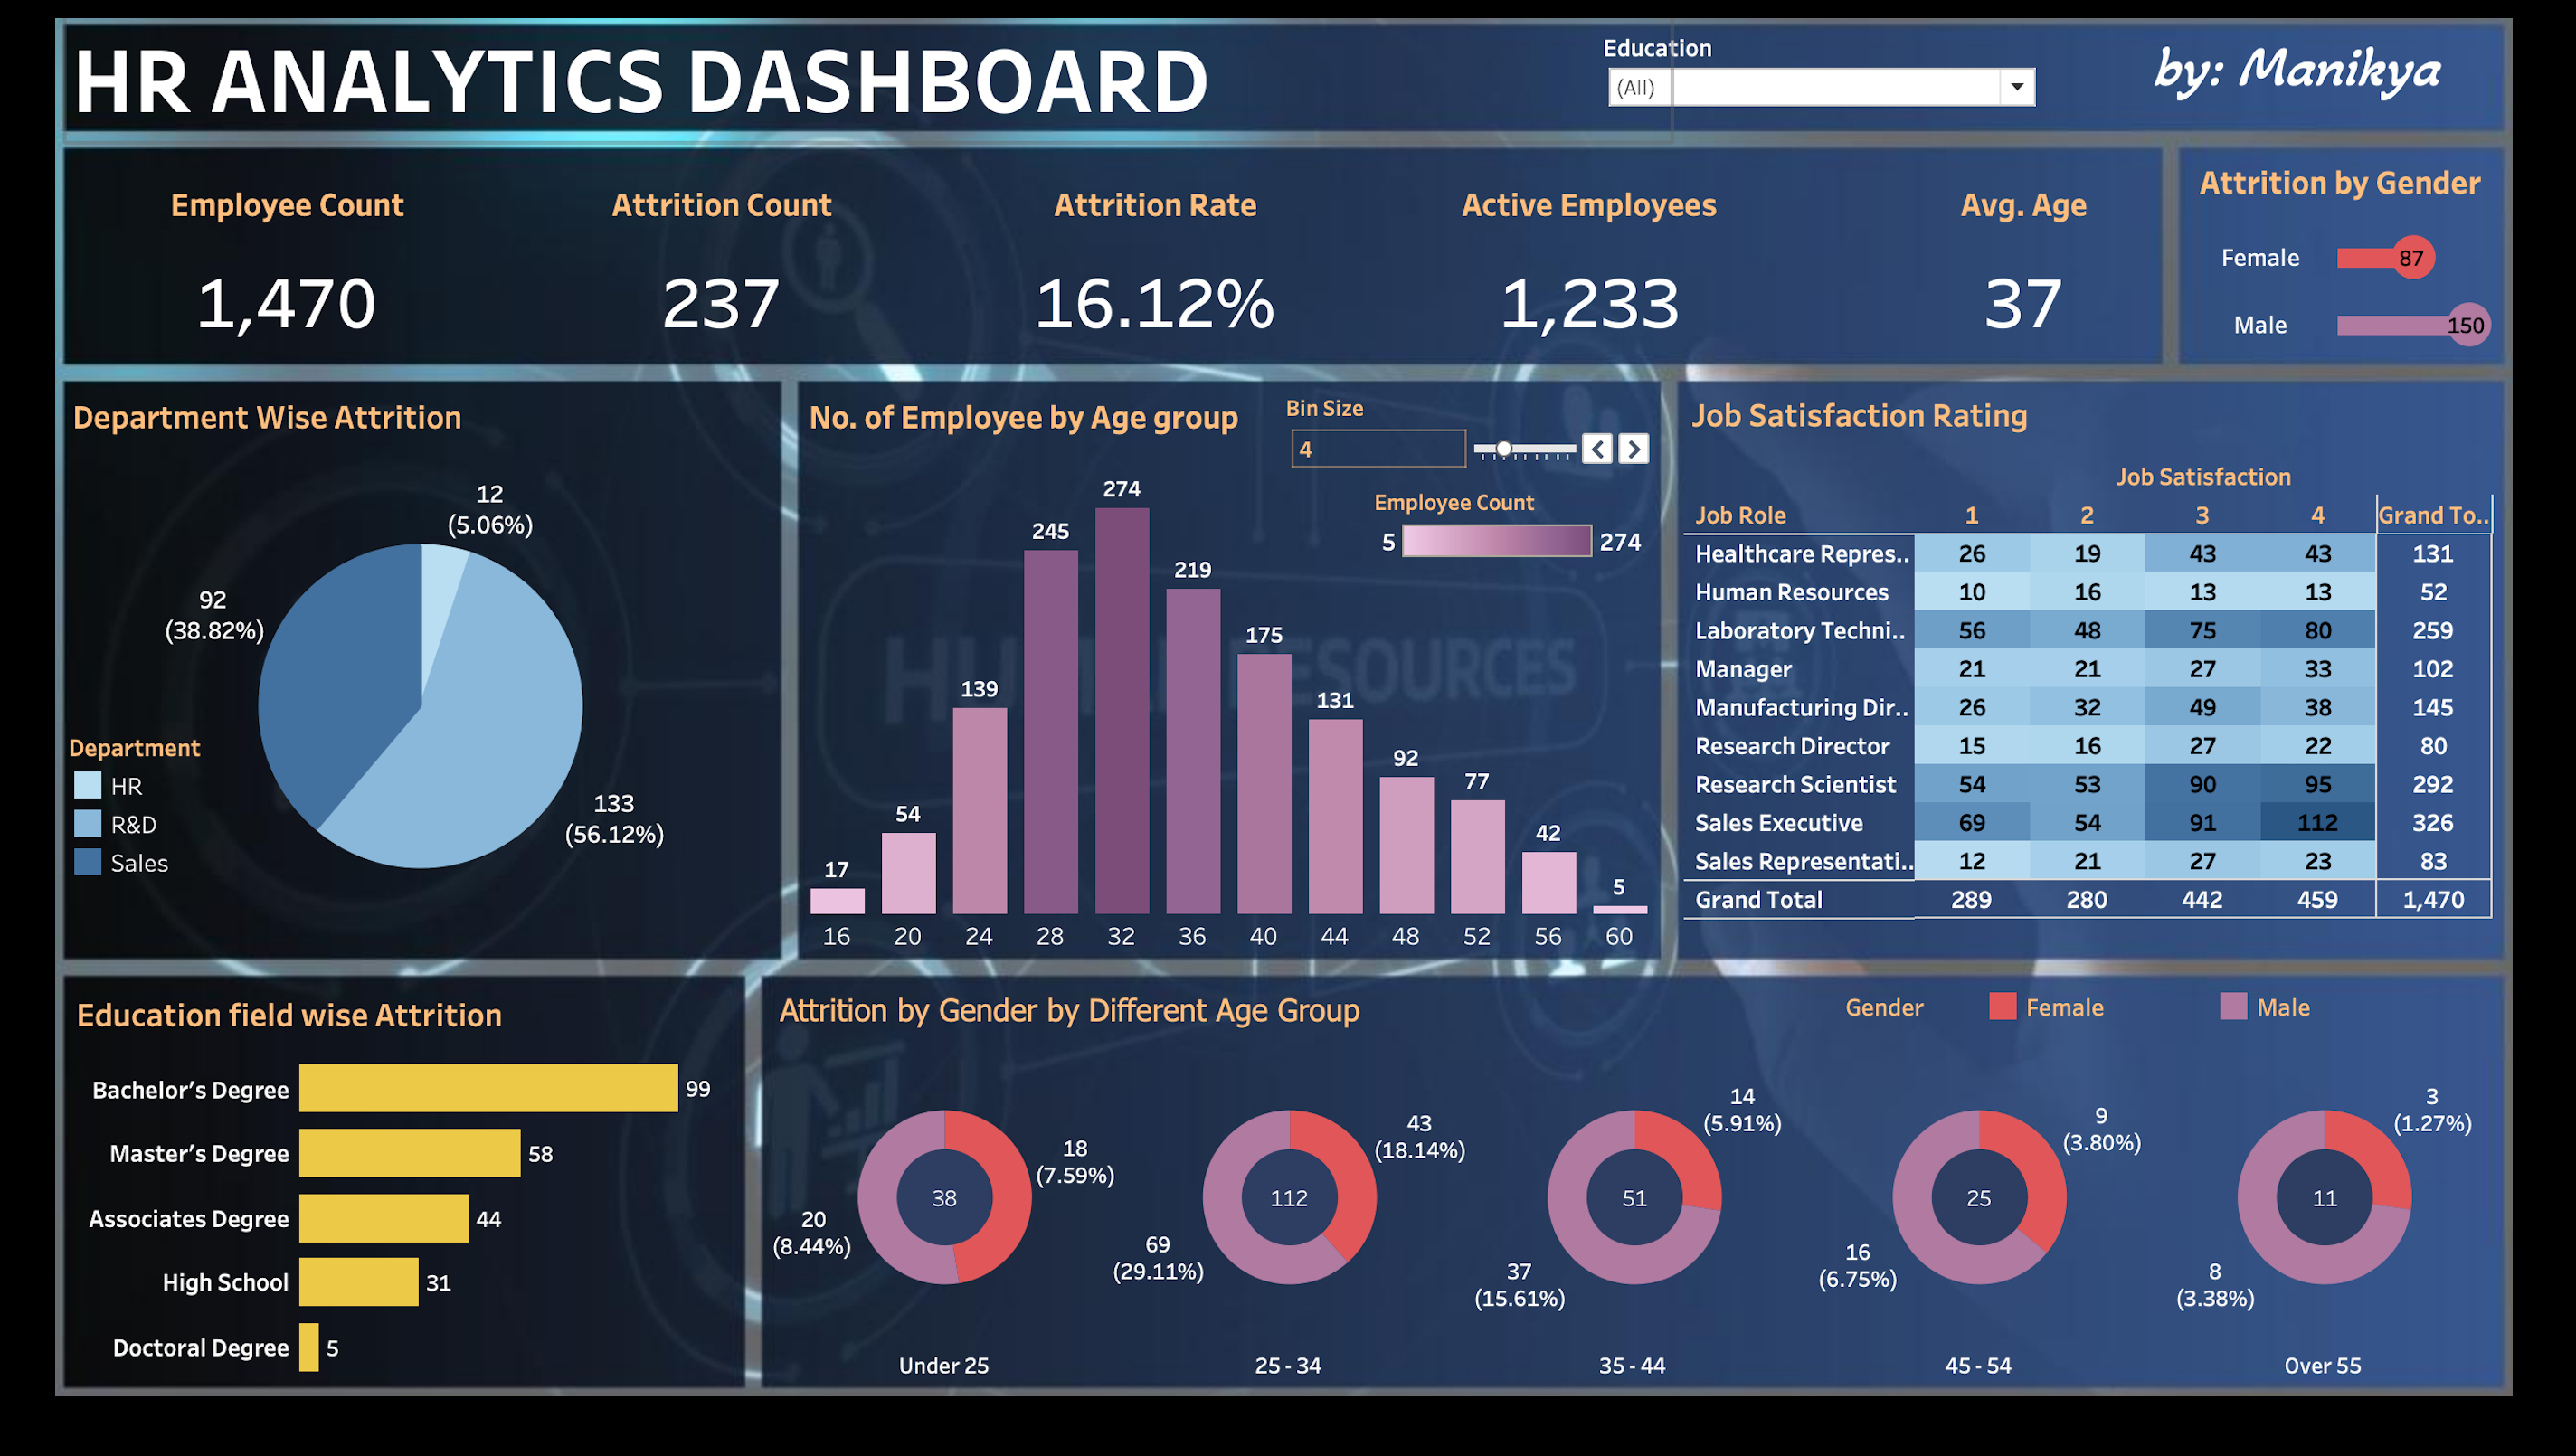 HR ANALYTICS DASHBOARD
Education
(All)
by: Manikya
Employee Count
Attrition Count
Attrition Rate
Active Employees
Avg. Age
1,470
237
16.12%
1,233
37
Attrition by Gender
Female 87
Male 150
Department Wise Attrition
12
(5.06%)
92
(38.82%)
133
(56.12%)
Department
HR
R&D
Sales
No. of Employee by Age group
Bin Size
4
Employee Count
5 274
17
54
139
245
274
219
175
131
92
77
42
5
16 20 24 28 32 36 40 44 48 52 56 60
HUMAN RESOURCES
Job Satisfaction Rating
Job Satisfaction
Job Role 1 2 3 4 Grand To..
Healthcare Repres.. 26 19 43 43 131
Human Resources 10 16 13 13 52
Laboratory Techni.. 56 48 75 80 259
Manager 21 21 27 33 102
Manufacturing Dir.. 26 32 49 38 145
Research Director 15 16 27 22 80
Research Scientist 54 53 90 95 292
Sales Executive 69 54 91 112 326
Sales Representati.. 12 21 27 23 83
Grand Total 289 280 442 459 1,470
Education field wise Attrition
Bachelor's Degree 99
Master's Degree 58
Associates Degree 44
High School 31
Doctoral Degree 5
Attrition by Gender by Different Age Group
Gender Female Male
18
(7.59%)
38
20
(8.44%)
Under 25
43
(18.14%)
112
69
(29.11%)
25 - 34
14
(5.91%)
51
37
(15.61%)
35 - 44
9
(3.80%)
25
16
(6.75%)
45 - 54
3
(1.27%)
11
8
(3.38%)
Over 55